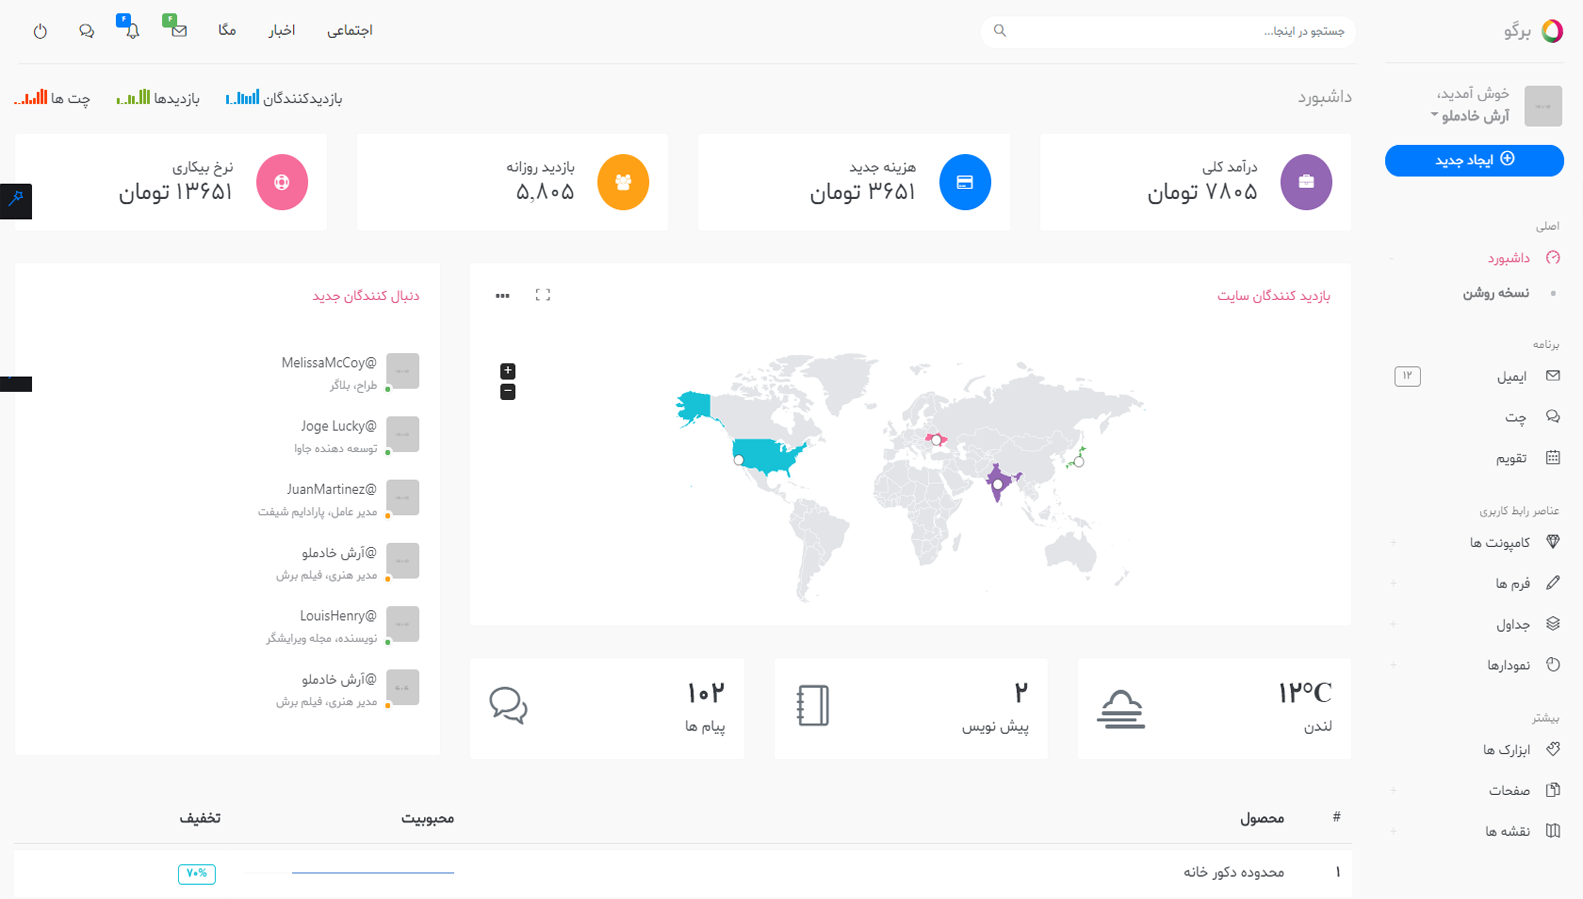 برگو
جستجو در اینجا...
اجتماعی
اخبار
مگا
۴
۴
خوش آمدید،
آرش خادملو
ایجاد جدید
اصلی
داشبورد
نسخه روشن
برنامه
ایمیل
۱۲
چت
تقویم
عناصر رابط کاربری
کامپونت ها
فرم ها
جداول
نمودارها
بیشتر
ابزارک ها
صفحات
نقشه ها
داشبورد
بازدیدکنندگان
بازدیدها
چت ها
درآمد کلی
۷۸۰۵ تومان
هزینه جدید
۳۶۵۱ تومان
بازدید روزانه
۵,۸۰۵
نرخ بیکاری
۱۳۶۵۱ تومان
بازدید کنندگان سایت
+
−
دنبال کنندگان جدید
MelissaMcCoy@
طراح، بلاگر
Joge Lucky@
توسعه دهنده جاوا
JuanMartinez@
مدیر عامل، پارادایم شیفت
@آرش خادملو
مدیر هنری، فیلم برش
LouisHenry@
نویسنده، مجله ویرایشگر
@آرش خادملو
مدیر هنری، فیلم برش
۱۲°C
لندن
۲
پیش نویس
۱۰۲
پیام ها
# محصول محبوبیت تخفیف
۱ محدوده دکور خانه ۷۰%